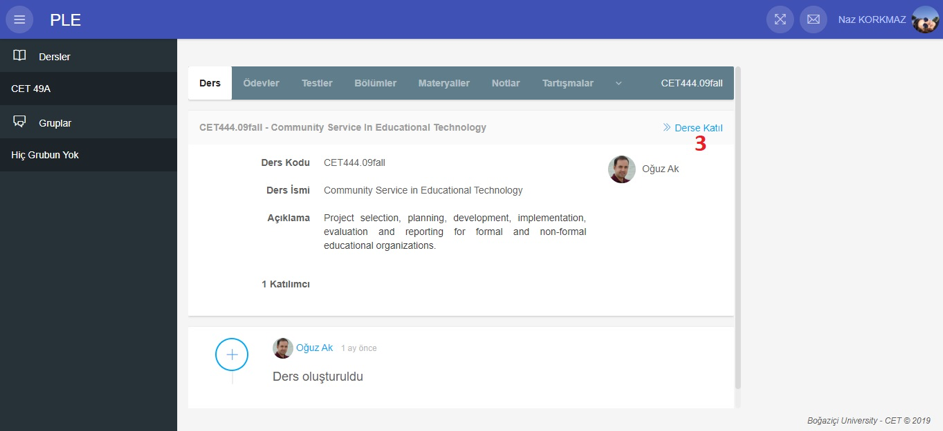 PLE
Naz KORKMAZ
Dersler
CET 49A
Gruplar
Hiç Grubun Yok
Ders Ödevler Testler Bölümler Materyaller Notlar Tartışmalar CET444.09fall
CET444.09fall - Community Service in Educational Technology
Derse Katıl
3
Ders Kodu CET444.09fall
Oğuz Ak
Ders İsmi Community Service in Educational Technology
Açıklama Project selection, planning, development, implementation,
evaluation and reporting for formal and non-formal
educational organizations.
1 Katılımcı
Oğuz Ak 1 ay önce
Ders oluşturuldu
Boğaziçi University - CET © 2019